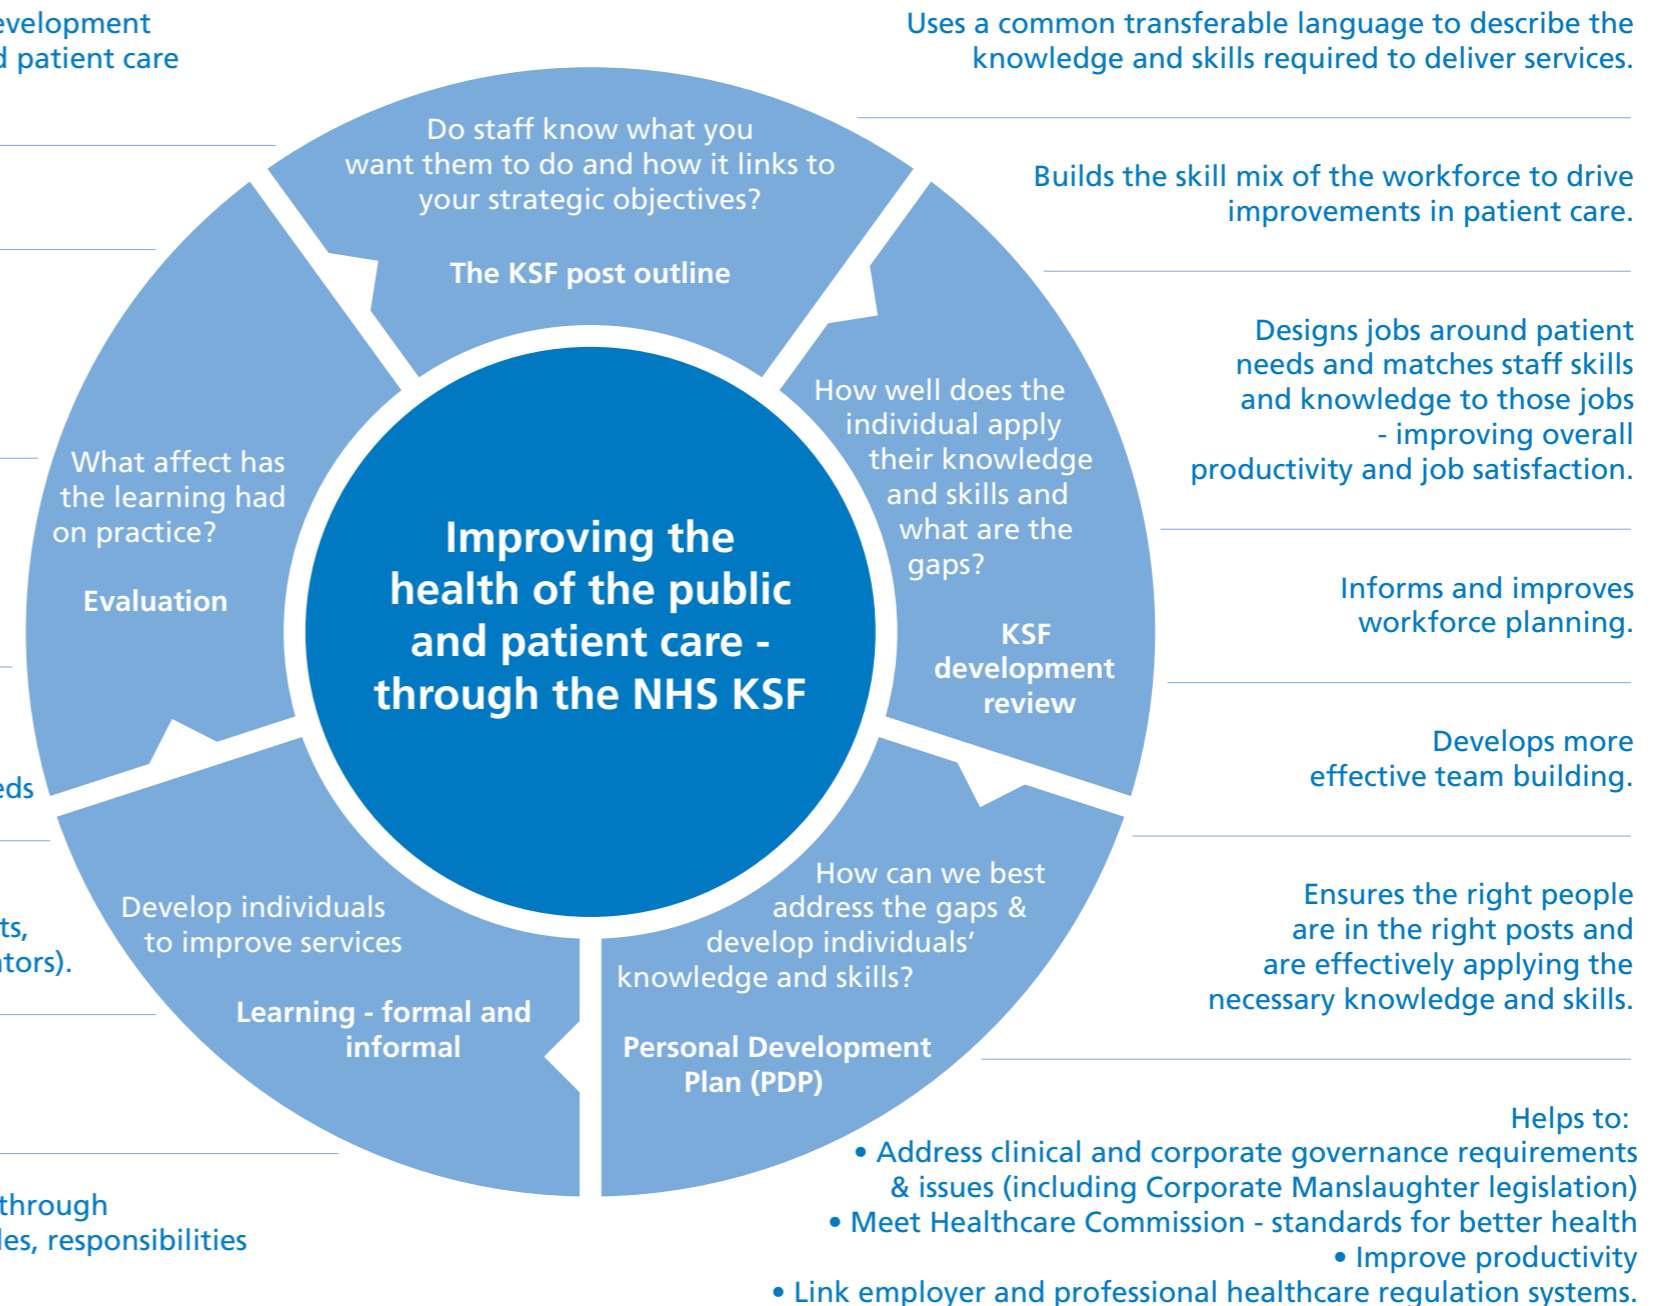 evelopment
d patient care
eds
ts,
ators).
through
les, responsibilities
Do staff know what you
want them to do and how it links to
your strategic objectives?
The KSF post outline
How well does the
individual apply
their knowledge
and skills and
what are the
gaps?
KSF
development
review
How can we best
address the gaps &
develop individuals’
knowledge and skills?
Personal Development
Plan (PDP)
Develop individuals
to improve services
Learning - formal and
informal
What affect has
the learning had
on practice?
Evaluation
Improving the
health of the public
and patient care -
through the NHS KSF
Uses a common transferable language to describe the
knowledge and skills required to deliver services.
Builds the skill mix of the workforce to drive
improvements in patient care.
Designs jobs around patient
needs and matches staff skills
and knowledge to those jobs
- improving overall
productivity and job satisfaction.
Informs and improves
workforce planning.
Develops more
effective team building.
Ensures the right people
are in the right posts and
are effectively applying the
necessary knowledge and skills.
Helps to:
• Address clinical and corporate governance requirements
& issues (including Corporate Manslaughter legislation)
• Meet Healthcare Commission - standards for better health
• Improve productivity
• Link employer and professional healthcare regulation systems.